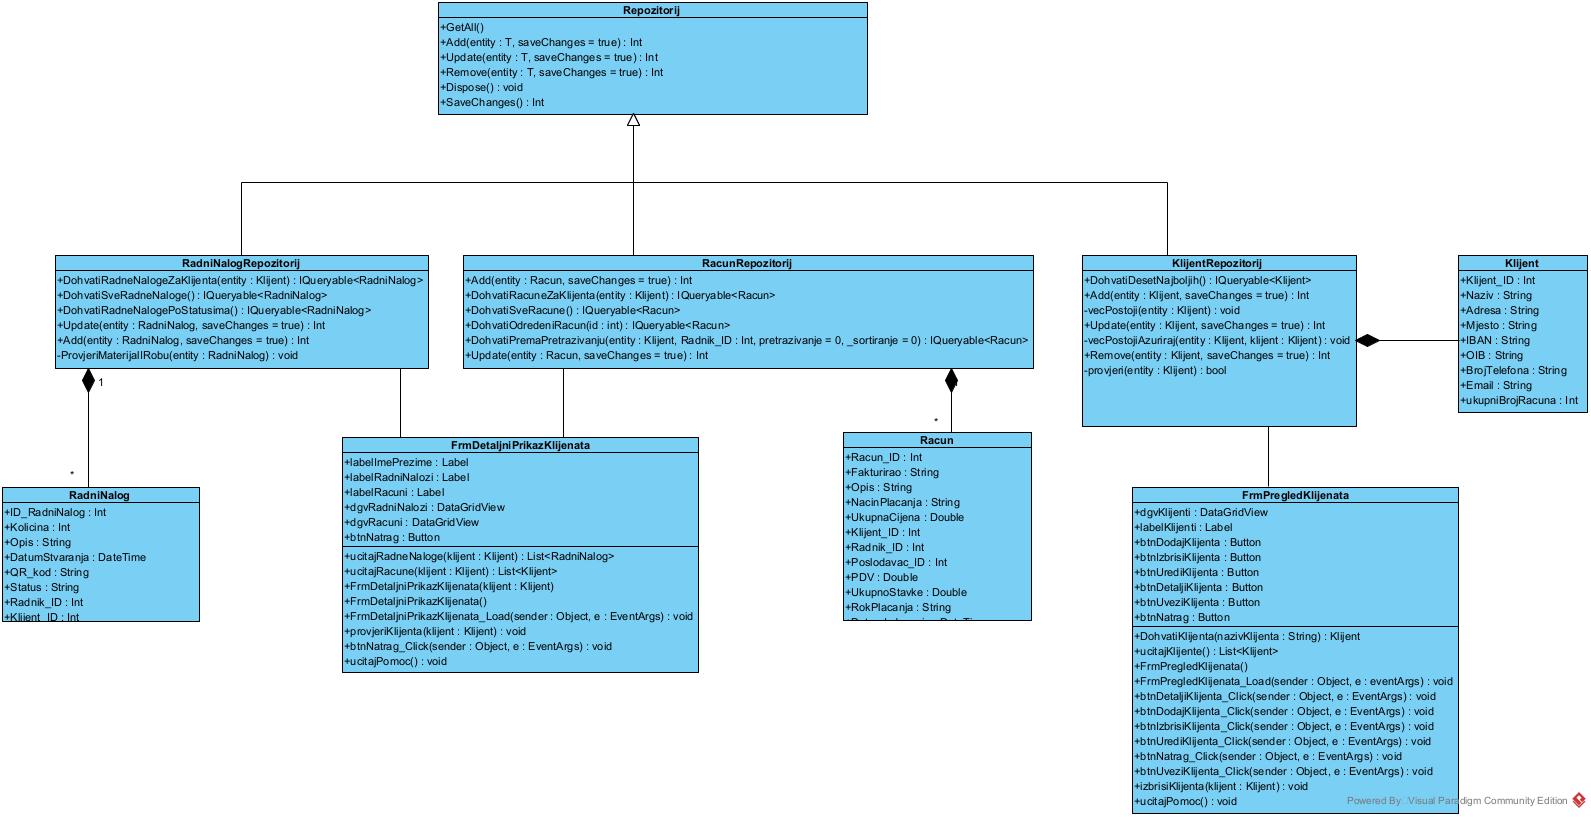 Repozitorij
+GetAll()
+Add(entity : T, saveChanges = true) : Int
+Update(entity : T, saveChanges = true) : Int
+Remove(entity : T, saveChanges = true) : Int
+Dispose() : void
+SaveChanges() : Int
RadniNalogRepozitorij
+DohvatiRadneNalogeZaKlijenta(entity : Klijent) : IQueryable<RadniNalog>
+DohvatiSveRadneNaloge() : IQueryable<RadniNalog>
+DohvatiRadneNalogePoStatusima() : IQueryable<RadniNalog>
+Update(entity : RadniNalog, saveChanges = true) : Int
+Add(entity : RadniNalog, saveChanges = true) : Int
-ProvjeriMaterijalIRobu(entity : RadniNalog) : void
RacunRepozitorij
+Add(entity : Racun, saveChanges = true) : Int
+DohvatiRacuneZaKlijenta(entity : Klijent) : IQueryable<Racun>
+DohvatiSveRacune() : IQueryable<Racun>
+DohvatiOdredeniRacun(id : int) : IQueryable<Racun>
+DohvatiPremaPretrazivanju(entity : Klijent, Radnik_ID : Int, pretrazivanje = 0, _sortiranje = 0) : IQueryable<Racun>
+Update(entity : Racun, saveChanges = true) : Int
KlijentRepozitorij
+DohvatiDesetNajboljih() : IQueryable<Klijent>
+Add(entity : Klijent, saveChanges = true) : Int
-vecPostoji(entity : Klijent) : void
+Update(entity : Klijent, saveChanges = true) : Int
-vecPostojiAzuriraj(entity : Klijent, klijent : Klijent) : void
+Remove(entity : Klijent, saveChanges = true) : Int
-provjeri(entity : Klijent) : bool
Klijent
+Klijent_ID : Int
+Naziv : String
+Adresa : String
+Mjesto : String
+IBAN : String
+OIB : String
+BrojTelefona : String
+Email : String
+ukupniBrojRacuna : Int
1
*
*
RadniNalog
+ID_RadniNalog : Int
+Kolicina : Int
+Opis : String
+DatumStvaranja : DateTime
+QR_kod : String
+Status : String
+Radnik_ID : Int
+Klijent_ID : Int
FrmDetaljniPrikazKlijenata
+labelImePrezime : Label
+labelRadniNalozi : Label
+labelRacuni : Label
+dgvRadniNalozi : DataGridView
+dgvRacuni : DataGridView
+btnNatrag : Button
+ucitajRadneNaloge(klijent : Klijent) : List<RadniNalog>
+ucitajRacune(klijent : Klijent) : List<Klijent>
+FrmDetaljniPrikazKlijenata(klijent : Klijent)
+FrmDetaljniPrikazKlijenata()
+FrmDetaljniPrikazKlijenata_Load(sender : Object, e : EventArgs) : void
+provjeriKlijenta(klijent : Klijent) : void
+btnNatrag_Click(sender : Object, e : EventArgs) : void
+ucitajPomoc() : void
Racun
+Racun_ID : Int
+Fakturirao : String
+Opis : String
+NacinPlacanja : String
+UkupnaCijena : Double
+Klijent_ID : Int
+Radnik_ID : Int
+Poslodavac_ID : Int
+PDV : Double
+UkupnoStavke : Double
+RokPlacanja : String
FrmPregledKlijenata
+dgvKlijenti : DataGridView
+labelKlijenti : Label
+btnDodajKlijenta : Button
+btnIzbrisiKlijenta : Button
+btnUrediKlijenta : Button
+btnDetaljiKlijenta : Button
+btnUveziKlijenta : Button
+btnNatrag : Button
+DohvatiKlijenta(nazivKlijenta : String) : Klijent
+ucitajKlijente() : List<Klijent>
+FrmPregledKlijenata()
+FrmPregledKlijenata_Load(sender : Object, e : eventArgs) : void
+btnDetaljiKlijenta_Click(sender : Object, e : EventArgs) : void
+btnDodajKlijenta_Click(sender : Object, e : EventArgs) : void
+btnIzbrisiKlijenta_Click(sender : Object, e : EventArgs) : void
+btnUrediKlijenta_Click(sender : Object, e : EventArgs) : void
+btnNatrag_Click(sender : Object, e : EventArgs) : void
+btnUveziKlijenta_Click(sender : Object, e : EventArgs) : void
+izbrisiKlijenta(klijent : Klijent) : void
+ucitajPomoc() : void
Powered By Visual Paradigm Community Edition